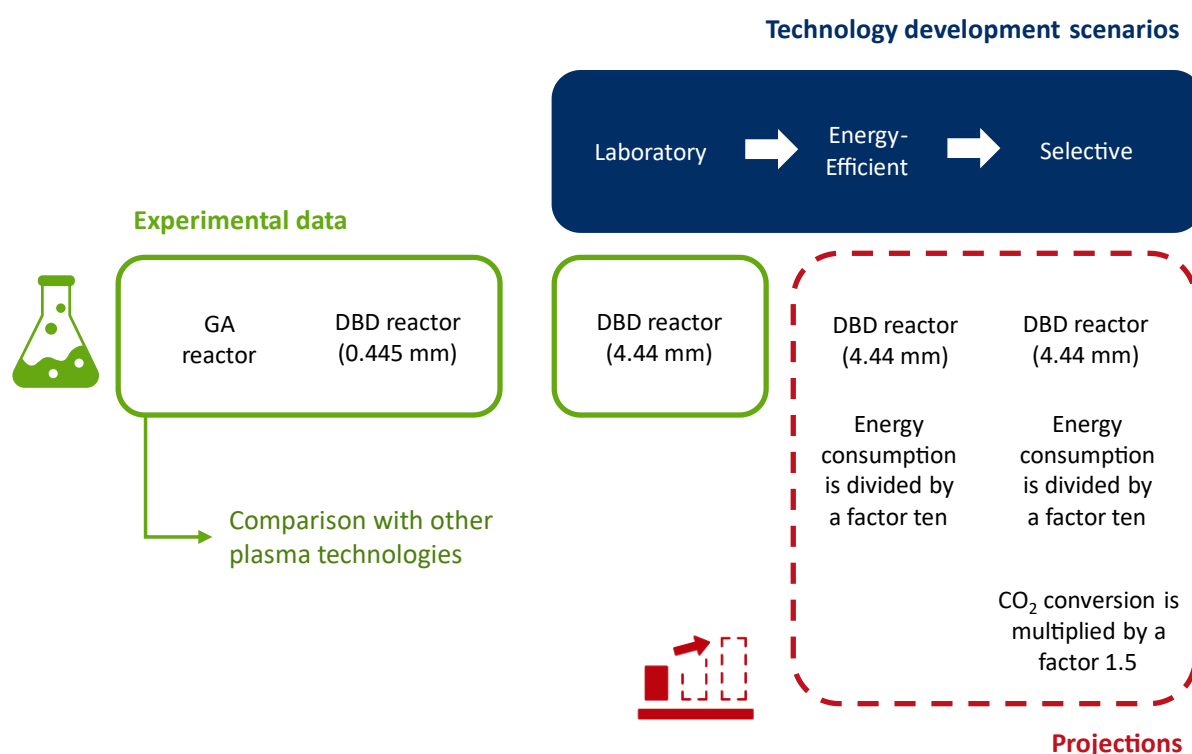 Technology development scenarios
Laboratory
Energy-
Efficient
Selective
Experimental data
GA
reactor
DBD reactor
(0.445 mm)
DBD reactor
(4.44 mm)
DBD reactor
(4.44 mm)
DBD reactor
(4.44 mm)
Energy
consumption
is divided by
a factor ten
Energy
consumption
is divided by
a factor ten
Comparison with other
plasma technologies
CO₂ conversion is
multiplied by a
factor 1.5
Projections